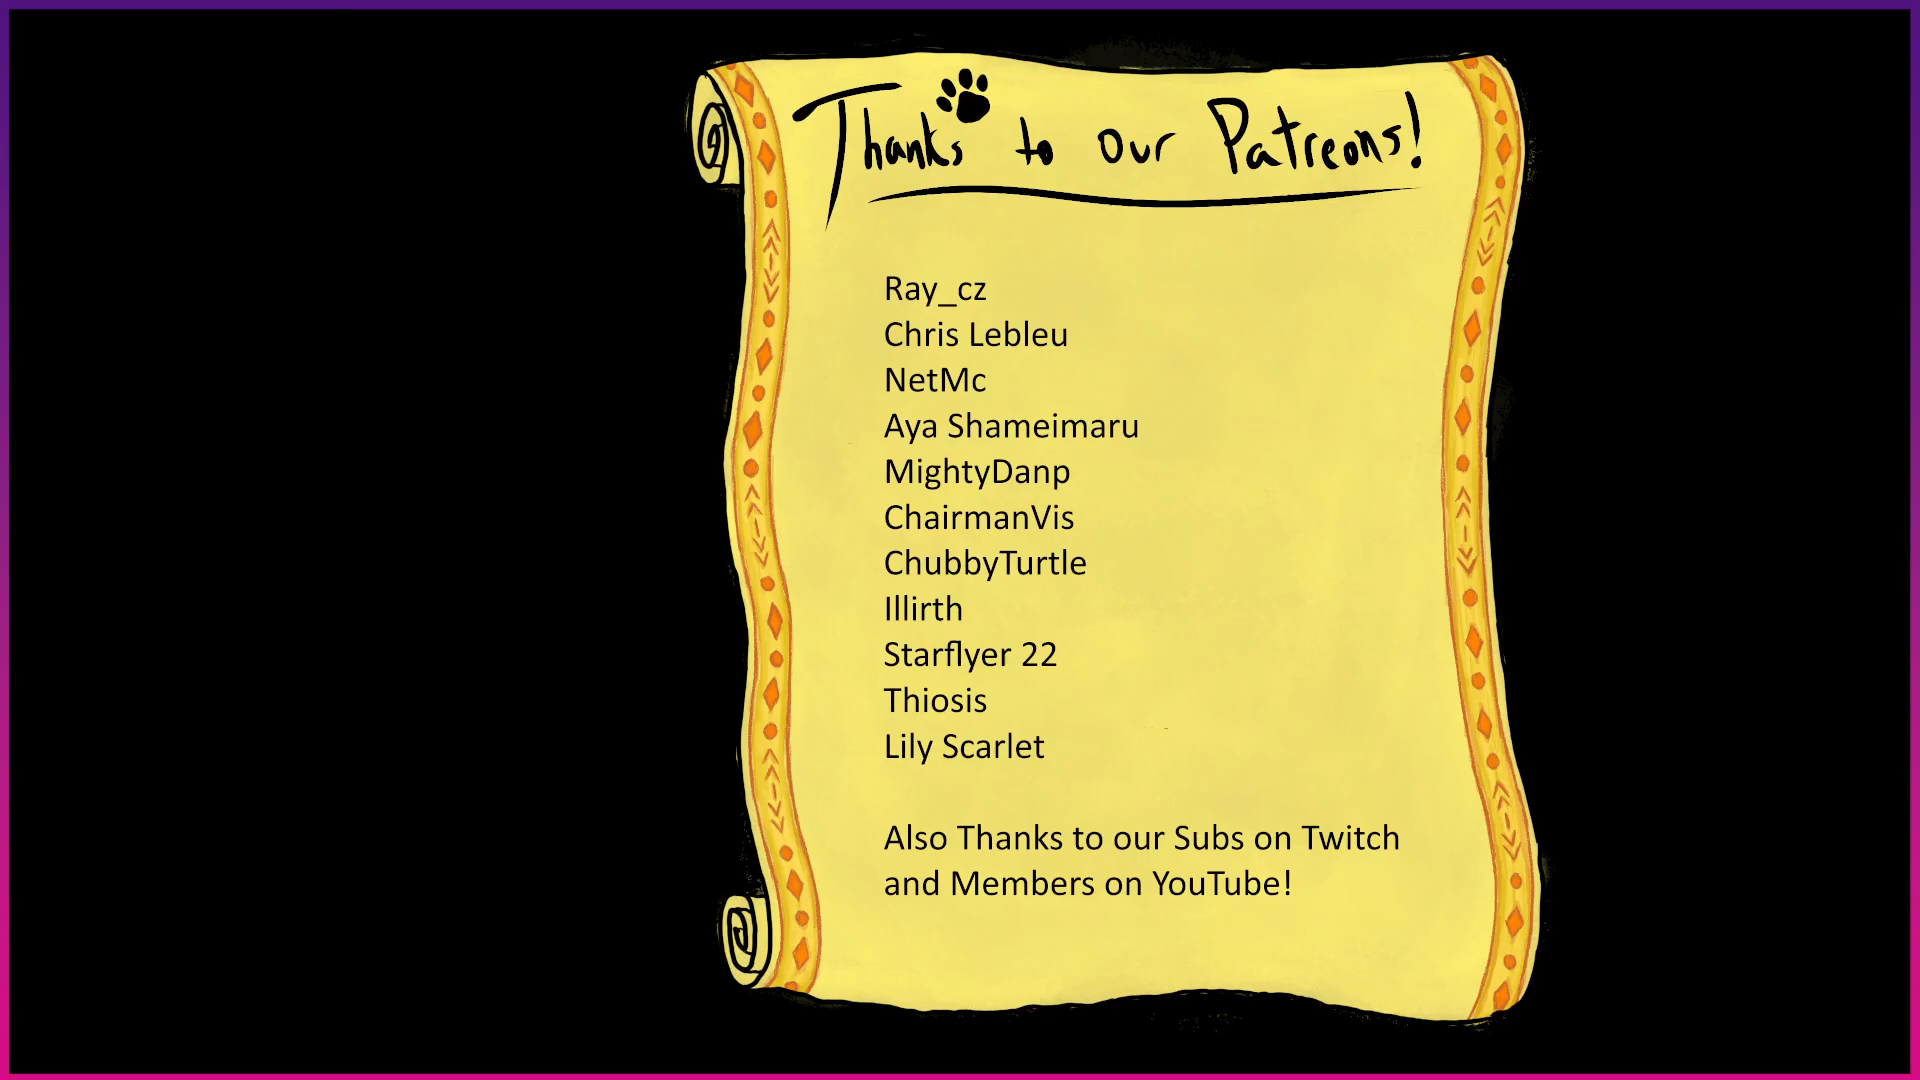 Thanks to our Patreons!
Ray_cz
Chris Lebleu
NetMc
Aya Shameimaru
MightyDanp
ChairmanVis
ChubbyTurtle
Illirth
Starflyer 22
Thiosis
Lily Scarlet
Also Thanks to our Subs on Twitch
and Members on YouTube!